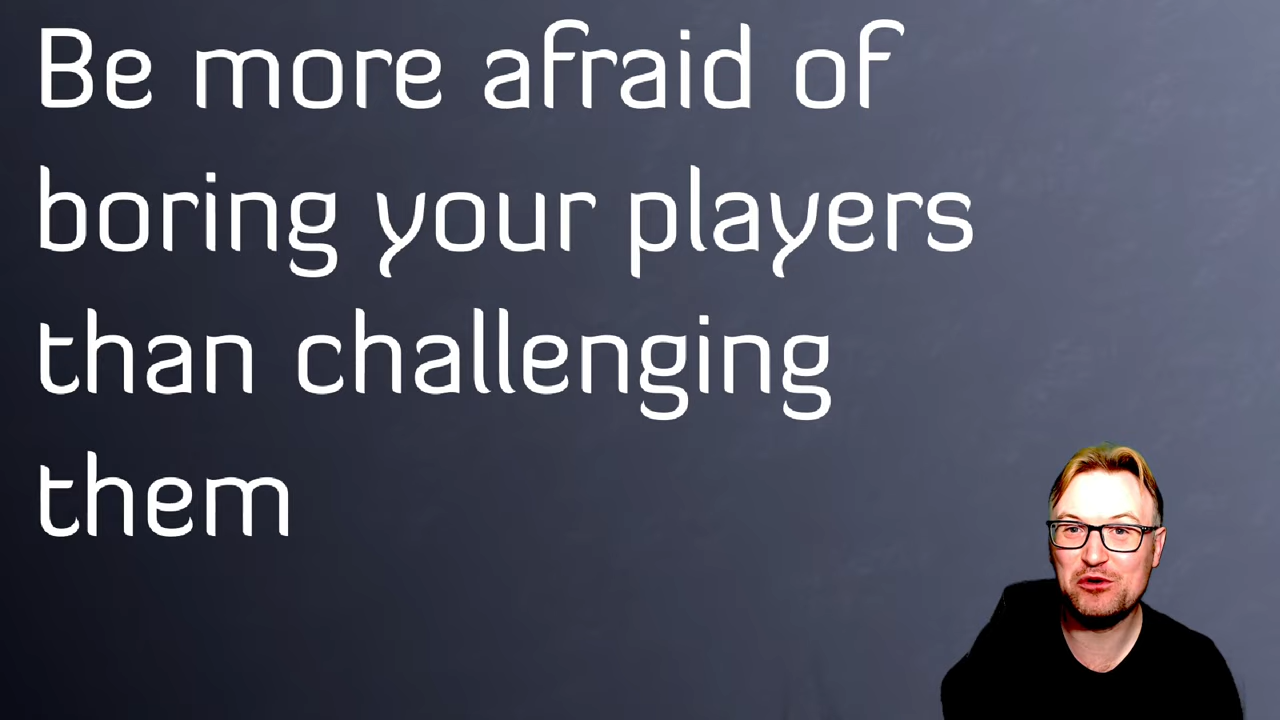 Be more afraid of
boring your players
than challenging
them